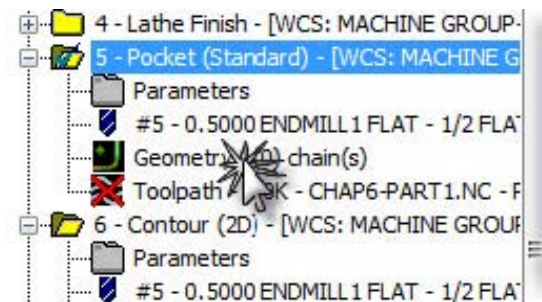 4 - Lathe Finish - [WCS: MACHINE GROUP-
5 - Pocket (Standard) - [WCS: MACHINE G
Parameters
#5 - 0.5000 ENDMILL1 FLAT - 1/2 FLA
Geometry chain(s)
Toolpath - CHAP6-PART1.NC - P
6 - Contour (2D) - [WCS: MACHINE GROUP
Parameters
#5 - 0.5000 ENDMILL1 FLAT - 1/2 FLA